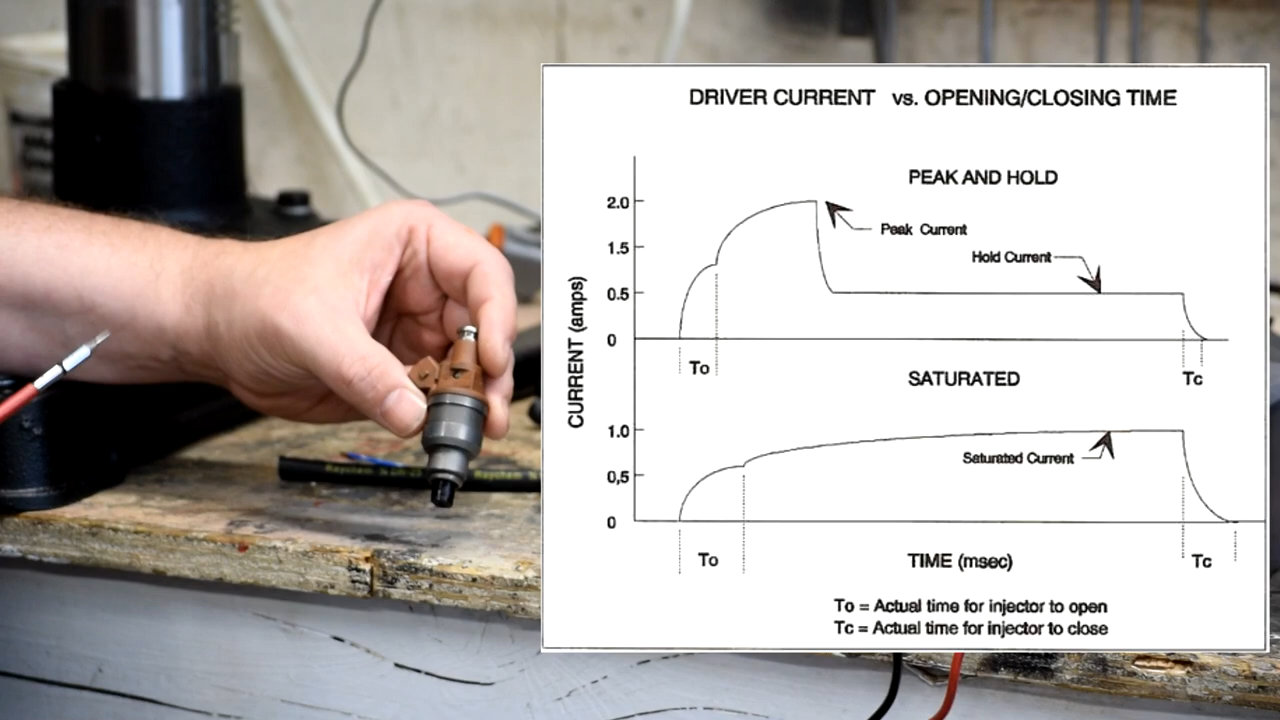 DRIVER CURRENT vs. OPENING/CLOSING TIME
PEAK AND HOLD
2.0
Peak Current
1.5
Hold Current
0.5
0
To
Tc
CURRENT (amps)
SATURATED
1.0
Saturated Current
0,5
0
To
TIME (msec)
Tc
To = Actual time for injector to open
Tc = Actual time for injector to close
Raychem
Raychem